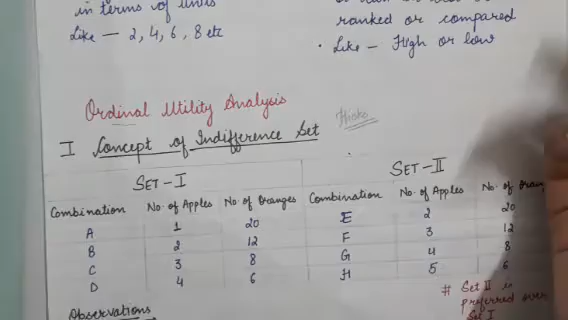 in terms of units
Like — 2, 4, 6, 8 etc
ranked or compared
• Like — High or low
Ordinal Utility Analysis
Hicks
I Concept of Indifference Set
SET-I
SET-II
Combination No. of Apples No. of Oranges Combination No. of Apples No. of Orang
A 1 20 E 2 20
B 2 12 F 3 12
C 3 8 G 4 8
D 4 6 H 5 6
# Set II is
preferred over
Set I
Observations